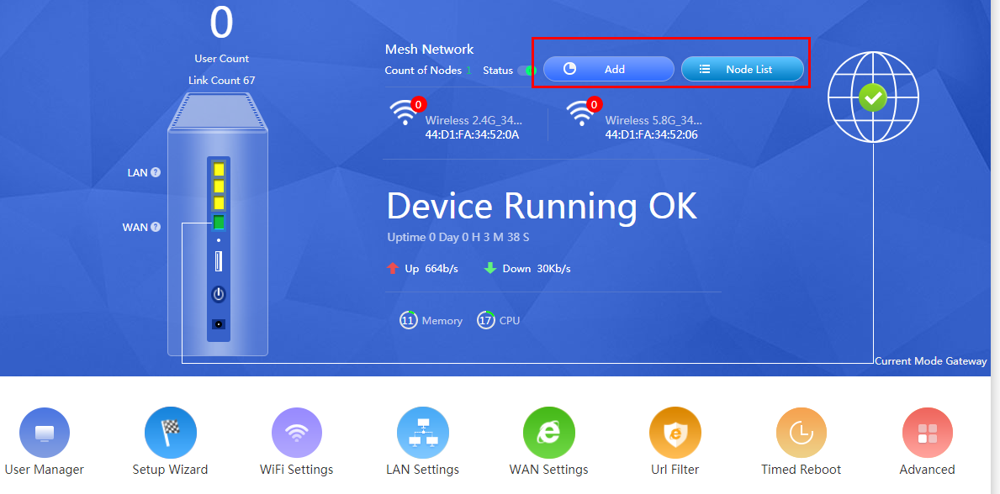 0
User Count
Link Count 67
Mesh Network
Count of Nodes 1 Status
Add
Node List
0
Wireless 2.4G_34...
44:D1:FA:34:52:0A
0
Wireless 5.8G_34...
44:D1:FA:34:52:06
LAN ?
WAN ?
Device Running OK
Uptime 0 Day 0 H 3 M 38 S
Up 664b/s Down 30Kb/s
11 Memory 17 CPU
Current Mode Gateway
User Manager
Setup Wizard
WiFi Settings
LAN Settings
WAN Settings
Url Filter
Timed Reboot
Advanced